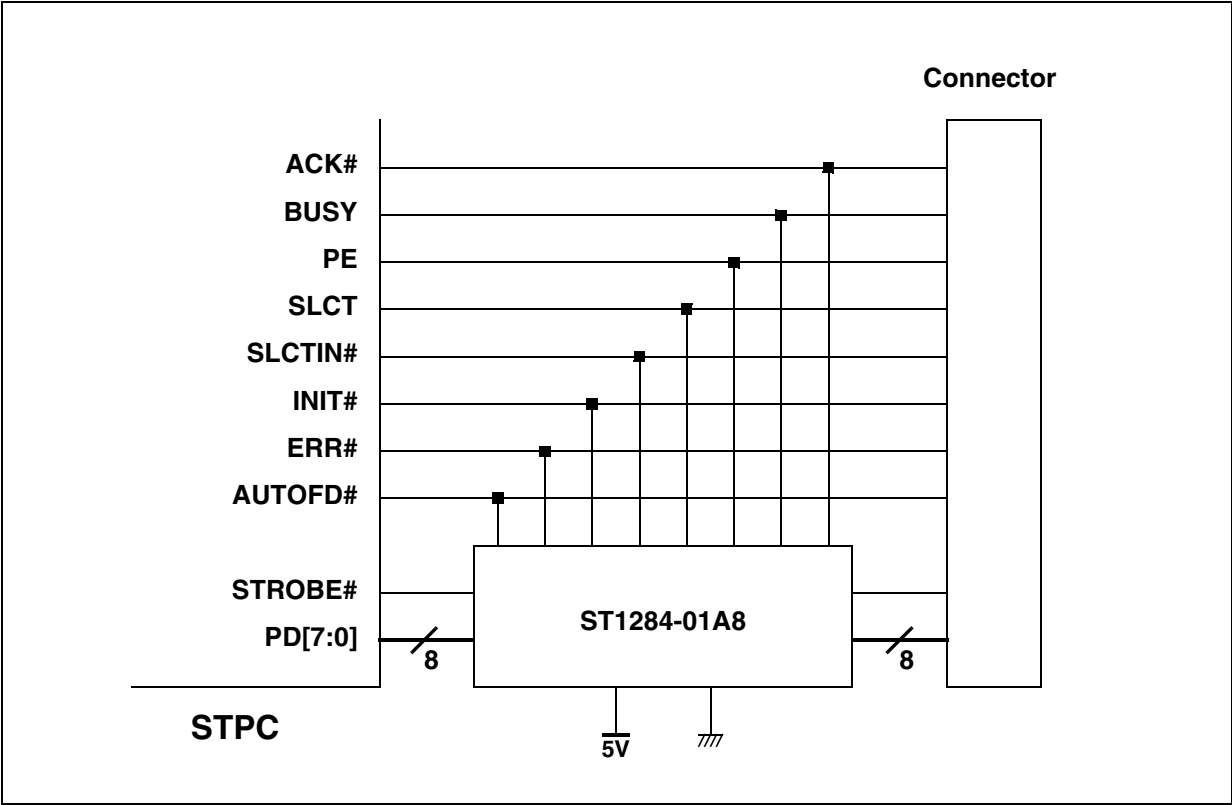 Connector
ACK#
BUSY
PE
SLCT
SLCTIN#
INIT#
ERR#
AUTOFD#
STROBE#
ST1284-01A8
PD[7:0]
8
8
STPC
5V